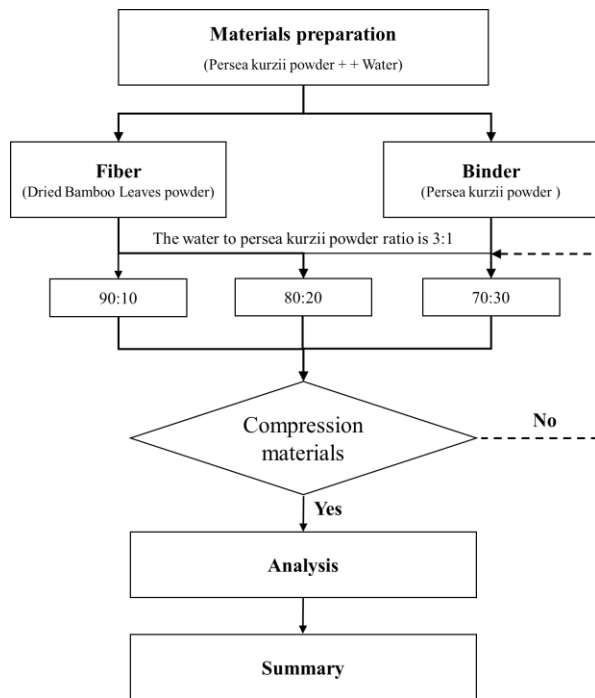 Materials preparation
(Persea kurzii powder + + Water)
Fiber
(Dried Bamboo Leaves powder)
Binder
(Persea kurzii powder )
The water to persea kurzii powder ratio is 3:1
90:10
80:20
70:30
Compression
materials
No
Yes
Analysis
Summary